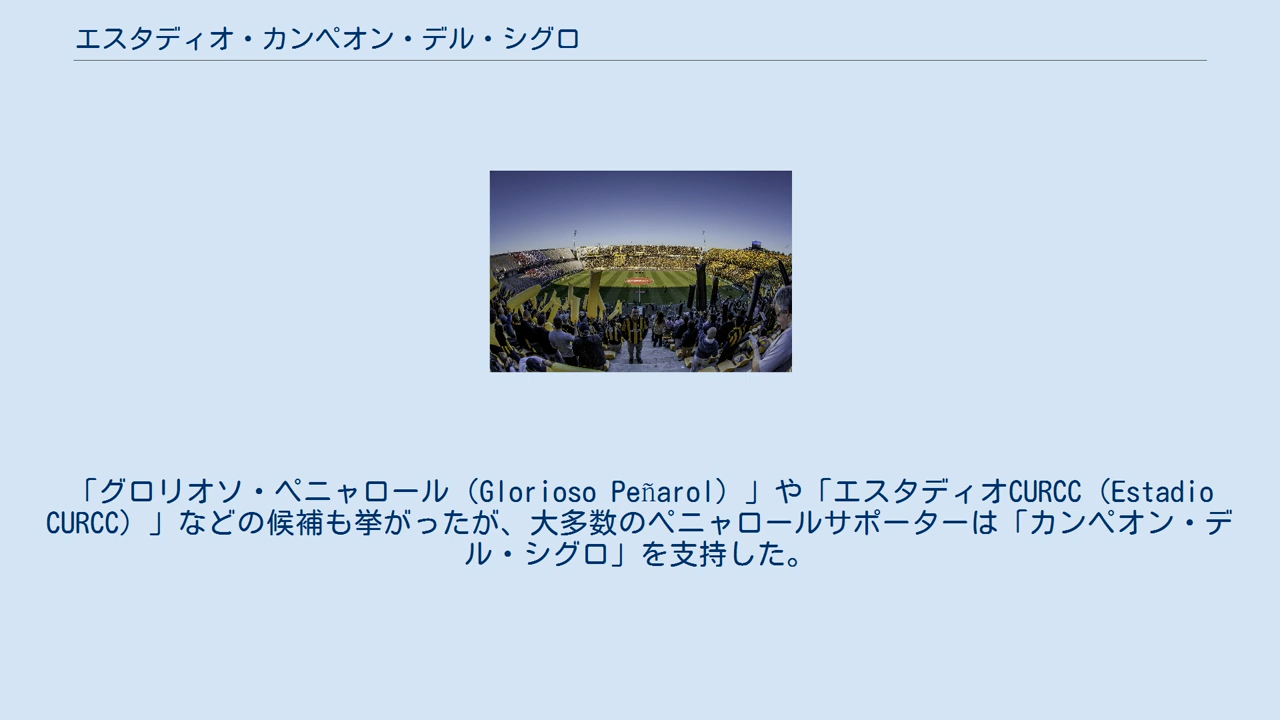 エスタディオ・カンペオン・デル・シグロ
「グロリオソ・ペニャロール（Glorioso Peñarol）」や「エスタディオCURCC（Estadio
CURCC）」などの候補も挙がったが、大多数のペニャロールサポーターは「カンペオン・デ
ル・シグロ」を支持した。